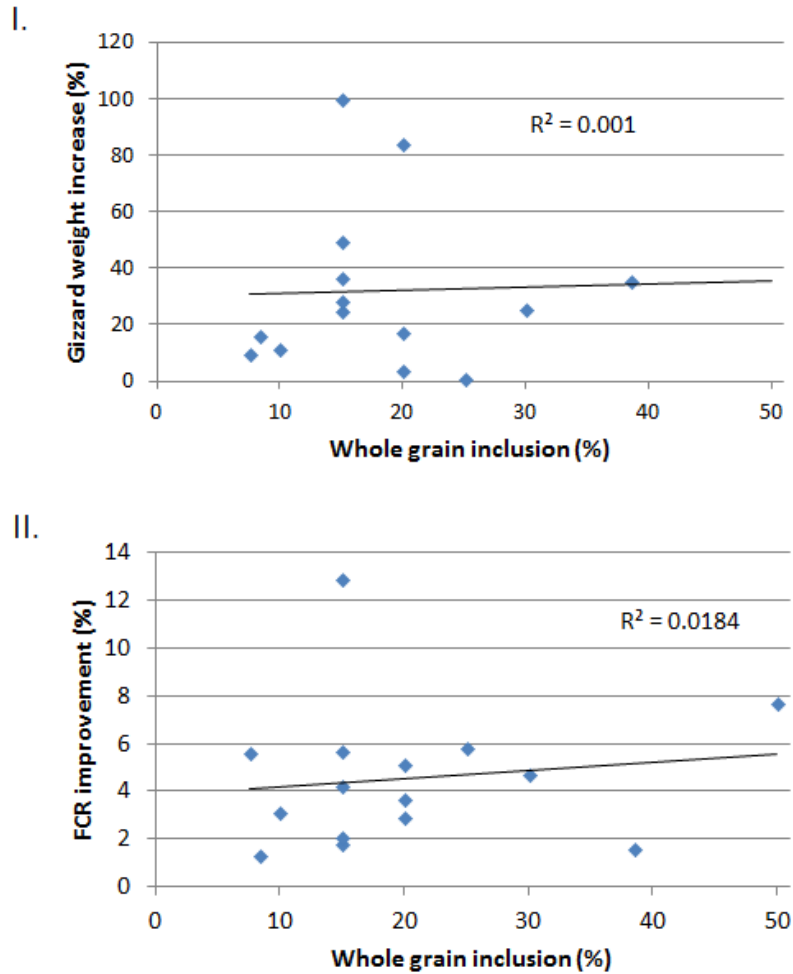 I.
Gizzard weight increase (%)
120
100
80
60
40
20
0
R² = 0.001
0 10 20 30 40 50
Whole grain inclusion (%)
II.
FCR improvement (%)
14
12
10
8
6
4
2
0
R² = 0.0184
0 10 20 30 40 50
Whole grain inclusion (%)